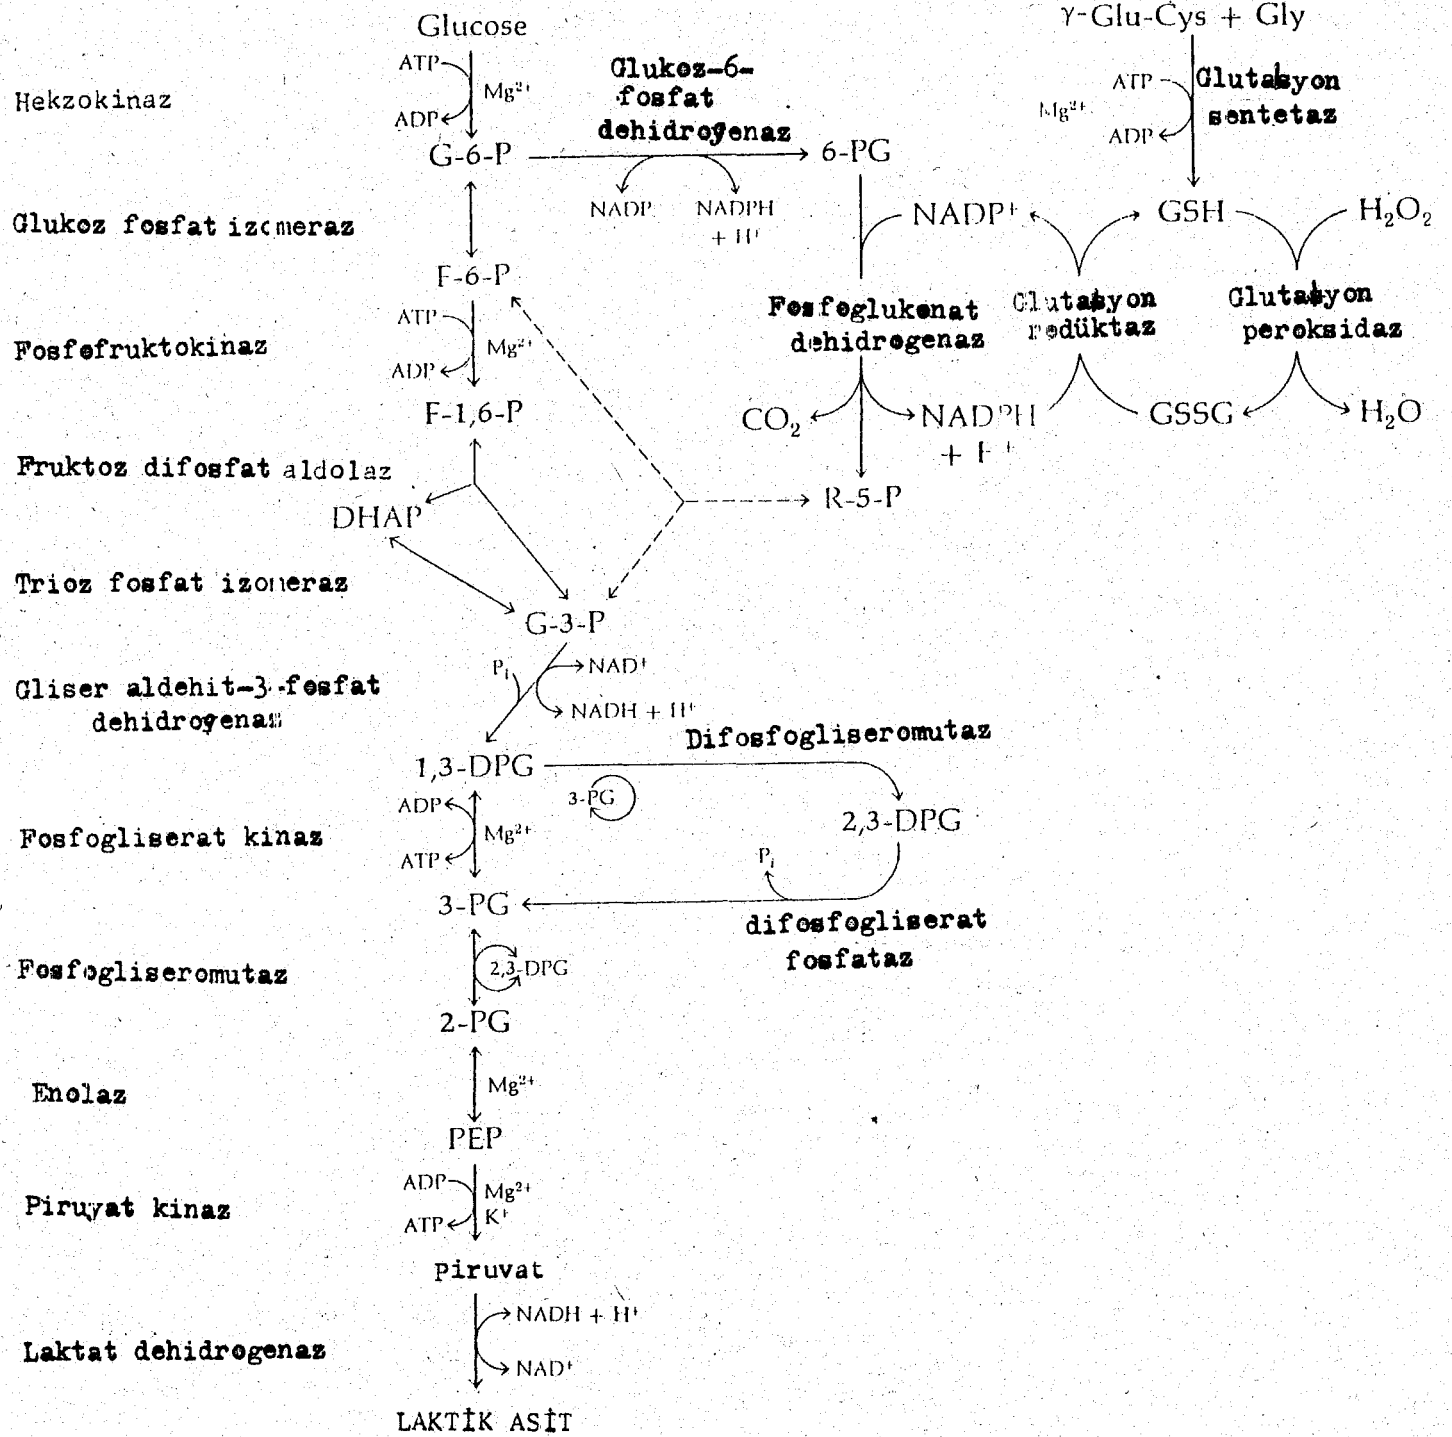 Glucose
γ-Glu-Cys + Gly
ATP
Mg²⁺
ADP
Hekzokinaz
Glukoz-6-
fosfat
dehidrogenaz
ATP
Mg²⁺
ADP
Glutasyon
sentetaz
G-6-P
6-PG
NADP
NADPH
+ H⁺
NADP⁺
GSH
H₂O₂
Glukoz fosfat izomeraz
F-6-P
ATP
Mg²⁺
ADP
Fosfofruktokinaz
Fosfoglukonat
dehidrogenaz
Glutasyon
redüktaz
Glutasyon
peroksidaz
F-1,6-P
CO₂
NADPH
+ H⁺
GSSG
H₂O
Fruktoz difosfat aldolaz
DHAP
R-5-P
Trioz fosfat izomeraz
G-3-P
Pᵢ
NAD⁺
NADH + H⁺
Gliser aldehit-3-fosfat
dehidrogenaz
Difosfogliseromutaz
1,3-DPG
3-PG
2,3-DPG
ADP
Mg²⁺
ATP
Fosfogliserat kinaz
Pᵢ
3-PG
difosfogliserat
fosfataz
Fosfogliseromutaz
2,3-DPG
2-PG
Enolaz
Mg²⁺
PEP
ADP
Mg²⁺
K⁺
ATP
Piruvat kinaz
Piruvat
NADH + H⁺
Laktat dehidrogenaz
NAD⁺
LAKTİK ASİT